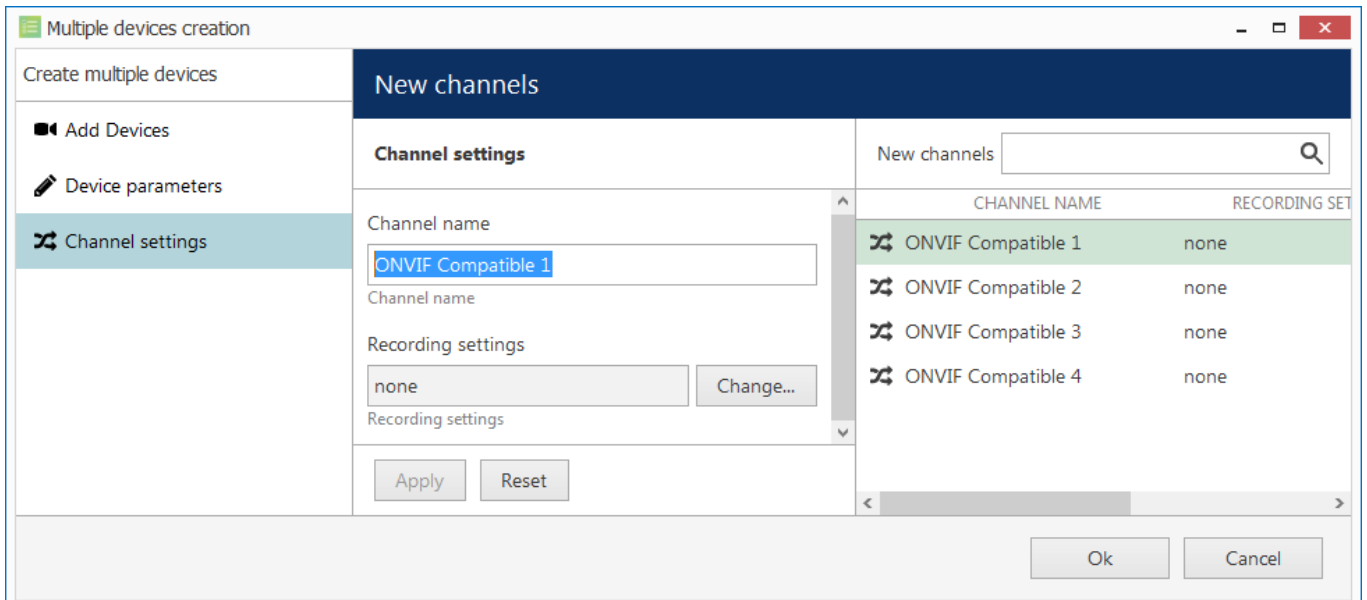 Multiple devices creation
Create multiple devices
Add Devices
Device parameters
Channel settings
New channels
Channel settings
Channel name
ONVIF Compatible 1
Channel name
Recording settings
none
Change...
Recording settings
Apply
Reset
New channels
CHANNEL NAME RECORDING SET
ONVIF Compatible 1 none
ONVIF Compatible 2 none
ONVIF Compatible 3 none
ONVIF Compatible 4 none
Ok
Cancel